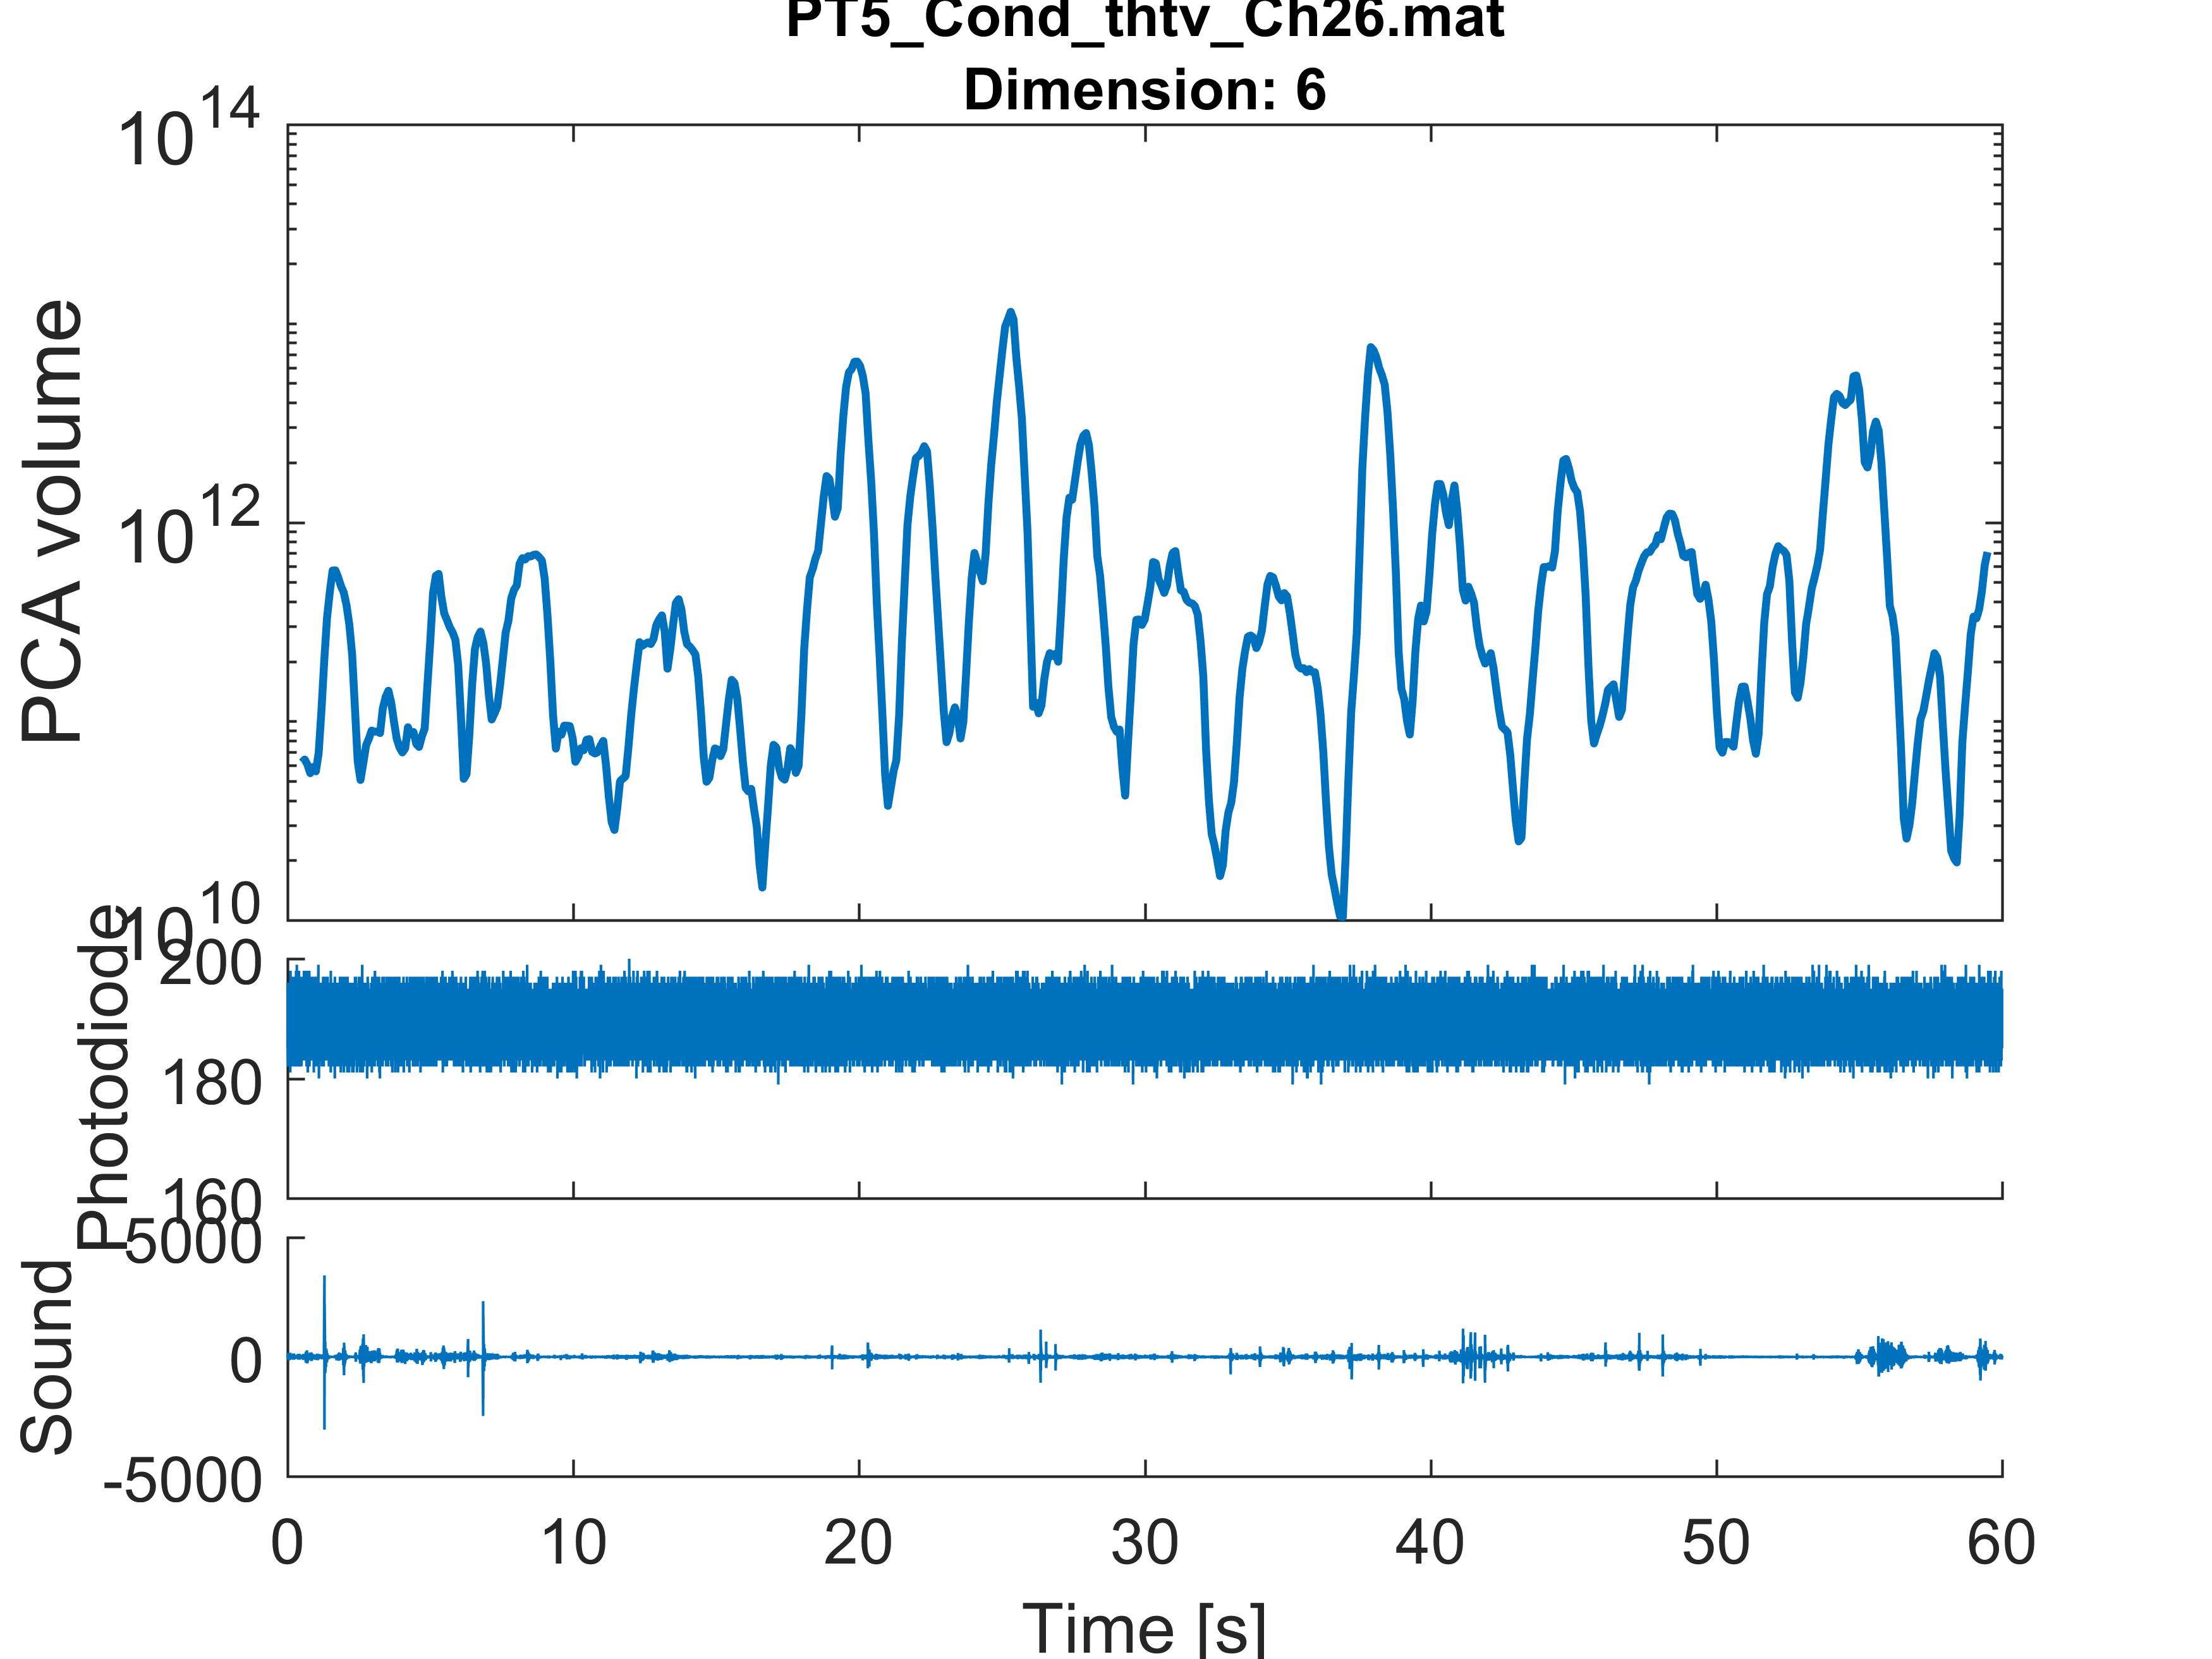 PT5_Cond_thtv_Ch26.mat
Dimension: 6
PCA volume
10^14
10^12
10^10
Photodiode
200
180
160
Sound
5000
0
-5000
0 10 20 30 40 50 60
Time [s]